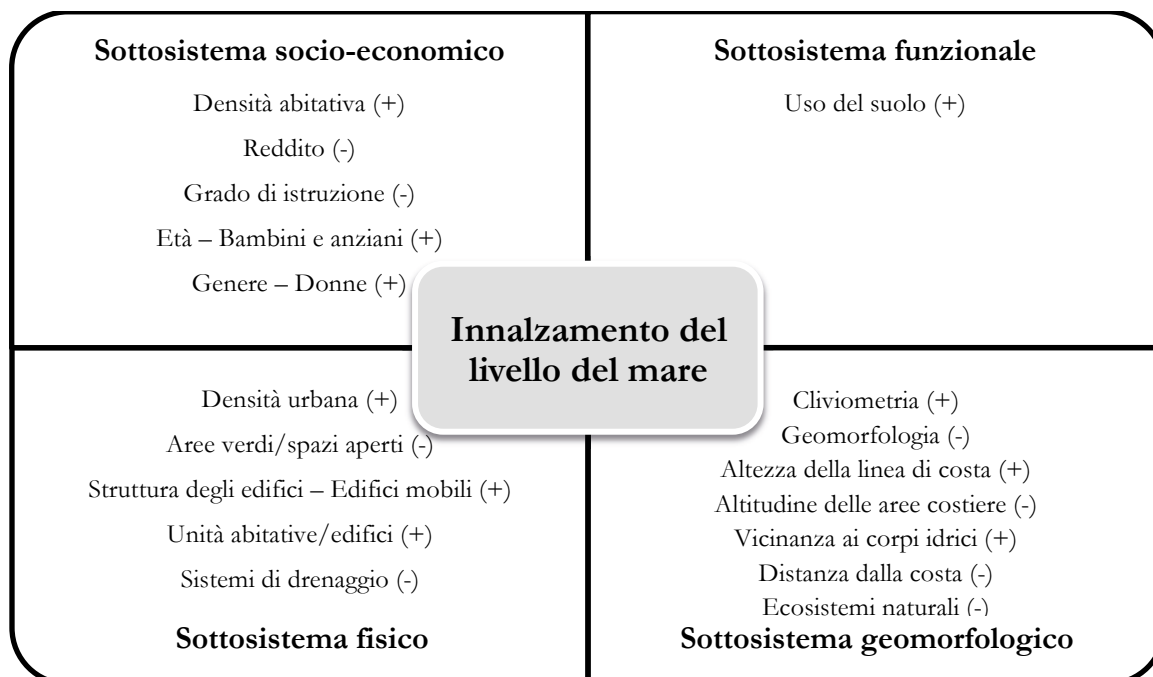 Sottosistema socio-economico
Densità abitativa (+)
Reddito (-)
Grado di istruzione (-)
Età – Bambini e anziani (+)
Genere – Donne (+)
Sottosistema funzionale
Uso del suolo (+)
Innalzamento del
livello del mare
Densità urbana (+)
Aree verdi/spazi aperti (-)
Struttura degli edifici – Edifici mobili (+)
Unità abitative/edifici (+)
Sistemi di drenaggio (-)
Sottosistema fisico
Cliviometria (+)
Geomorfologia (-)
Altezza della linea di costa (+)
Altitudine delle aree costiere (-)
Vicinanza ai corpi idrici (+)
Distanza dalla costa (-)
Ecosistemi naturali (-)
Sottosistema geomorfologico